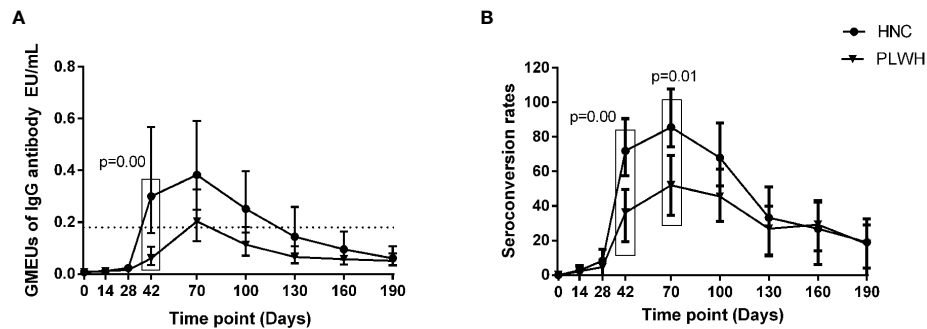 A
GMEUs of IgG antibody EU/mL
0.8
0.6
0.4
0.2
0.0
p=0.00
0 14 28 42 70 100 130 160 190
Time point (Days)
B
Seroconversion rates
120
100
80
60
40
20
0
p=0.00
p=0.01
0 14 28 42 70 100 130 160 190
Time point (Days)
HNC
PLWH